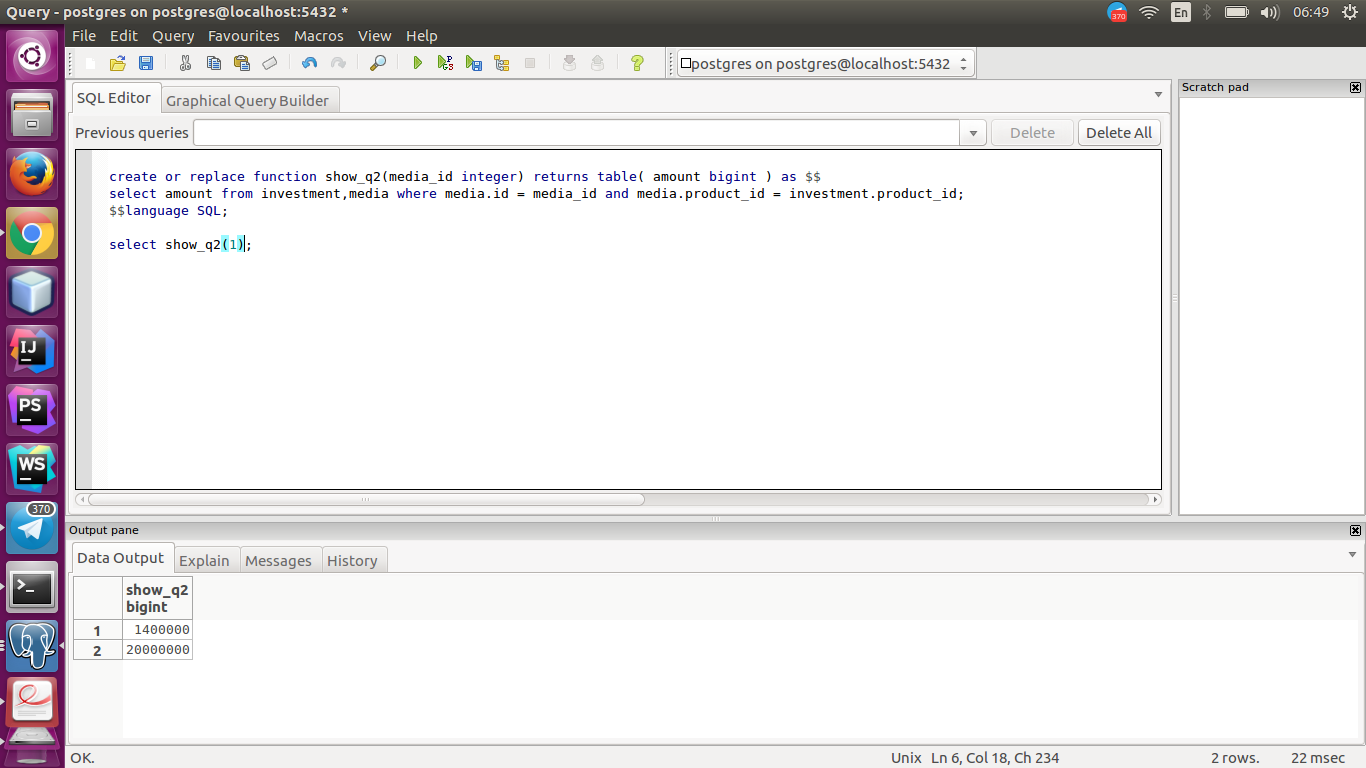 Query - postgres on postgres@localhost:5432 *
370
En
06:49
File Edit Query Favourites Macros View Help
postgres on postgres@localhost:5432
SQL Editor
Graphical Query Builder
Previous queries
Delete
Delete All
create or replace function show_q2(media_id integer) returns table( amount bigint ) as $$
select amount from investment,media where media.id = media_id and media.product_id = investment.product_id;
$$language SQL;
select show_q2(1);
Scratch pad
IJ
PS
WS
370
>_
Output pane
Data Output
Explain
Messages
History
show_q2
bigint
1 1400000
2 20000000
OK.
Unix
Ln 6, Col 18, Ch 234
2 rows.
22 msec